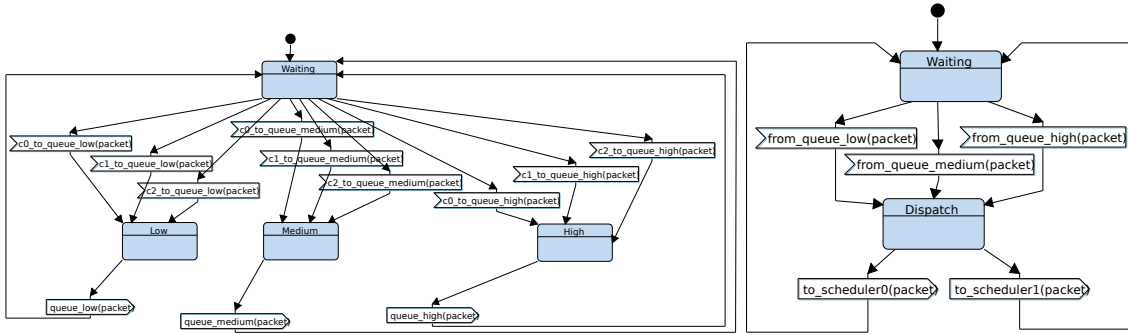 Waiting
c0_to_queue_low(packet)
c0_to_queue_medium(packet)
c1_to_queue_low(packet)
c1_to_queue_medium(packet)
c2_to_queue_high(packet)
c2_to_queue_low(packet)
c2_to_queue_medium(packet)
c1_to_queue_high(packet)
c0_to_queue_high(packet)
Low
Medium
High
queue_low(packet)
queue_medium(packet)
queue_high(packet)
Waiting
from_queue_low(packet)
from_queue_high(packet)
from_queue_medium(packet)
Dispatch
to_scheduler0(packet)
to_scheduler1(packet)